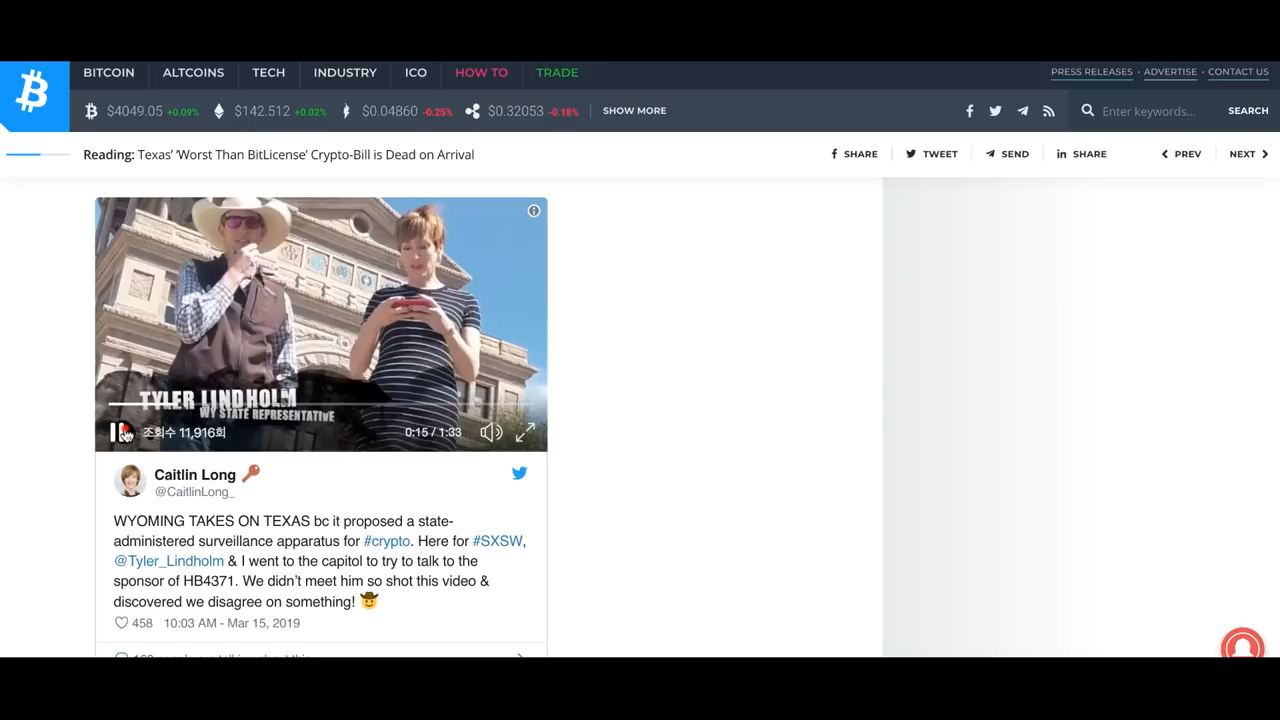 BITCOIN ALTCOINS TECH INDUSTRY ICO HOW TO TRADE PRESS RELEASES · ADVERTISE · CONTACT US
$4049.05 +0.09% $142.512 +0.02% $0.04860 -0.25% $0.32053 -0.18% SHOW MORE Enter keywords... SEARCH
Reading: Texas' 'Worst Than BitLicense' Crypto-Bill is Dead on Arrival SHARE TWEET SEND SHARE PREV NEXT
TYLER LINDHOLM
WY STATE REPRESENTATIVE
조회수 11,916회 0:15 / 1:33
Caitlin Long
@CaitlinLong_
WYOMING TAKES ON TEXAS bc it proposed a state-
administered surveillance apparatus for #crypto. Here for #SXSW,
@Tyler_Lindholm & I went to the capitol to try to talk to the
sponsor of HB4371. We didn't meet him so shot this video &
discovered we disagree on something! 🤠
458 10:03 AM - Mar 15, 2019